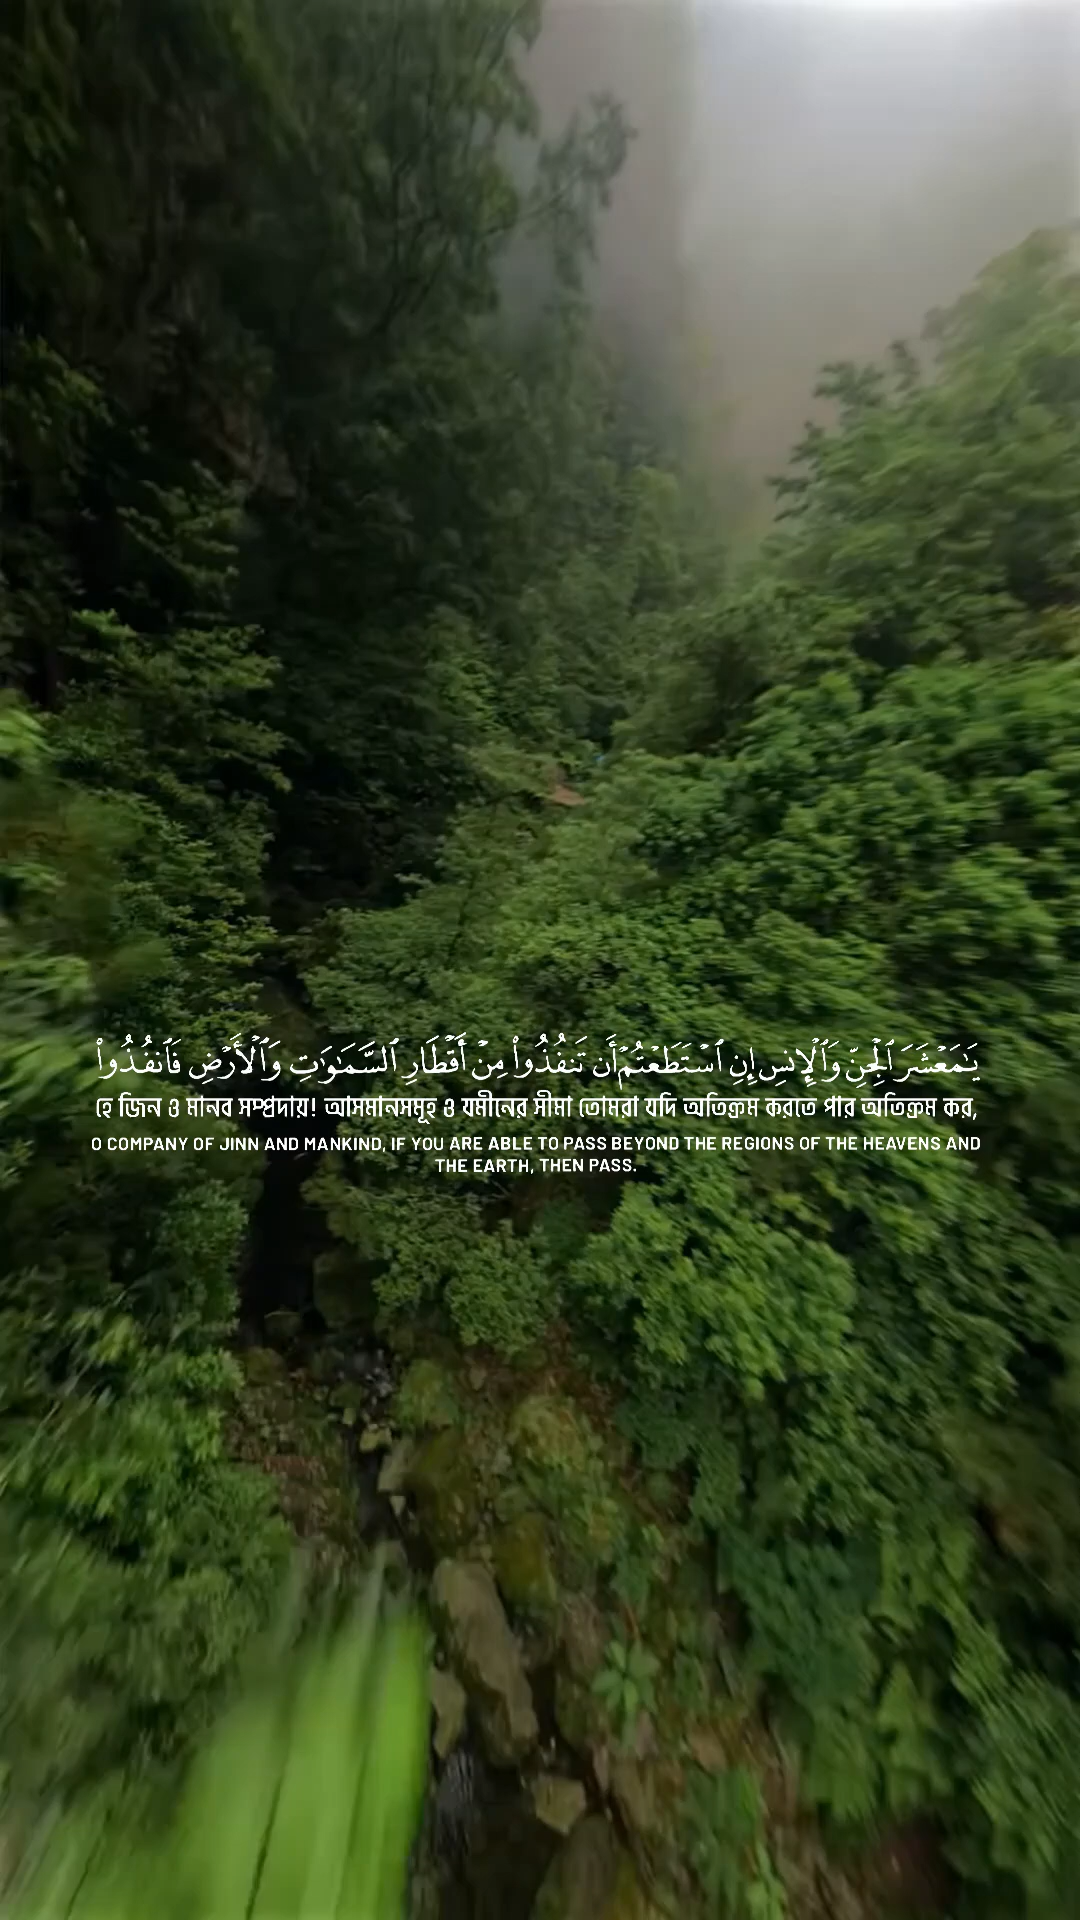 يَٰمَعْشَرَ ٱلْجِنِّ وَٱلْإِنسِ إِنِ ٱسْتَطَعْتُمْ أَن تَنفُذُوا۟ مِنْ أَقْطَارِ ٱلسَّمَٰوَٰتِ وَٱلْأَرْضِ فَٱنفُذُوا۟
হে জিন ও মানব সম্প্রদায়! আসমানসমূহ ও যমীনের সীমা তোমরা যদি অতিক্রম করতে পার অতিক্রম কর,
O COMPANY OF JINN AND MANKIND, IF YOU ARE ABLE TO PASS BEYOND THE REGIONS OF THE HEAVENS AND
THE EARTH, THEN PASS.